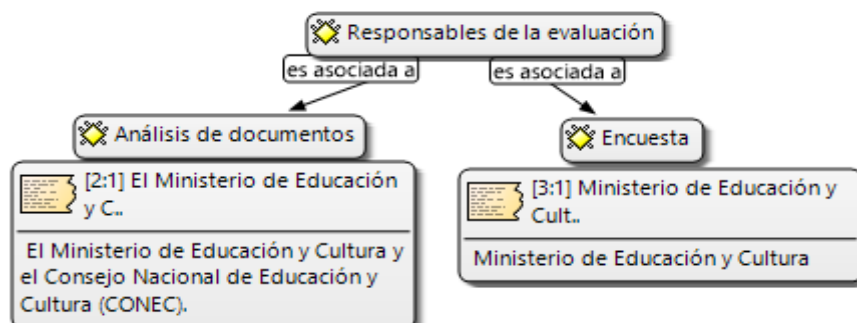 Responsables de la evaluación
es asociada a
es asociada a
Análisis de documentos
[2:1] El Ministerio de Educación
y C..
El Ministerio de Educación y Cultura y
el Consejo Nacional de Educación y
Cultura (CONEC).
Encuesta
[3:1] Ministerio de Educación y
Cult..
Ministerio de Educación y Cultura